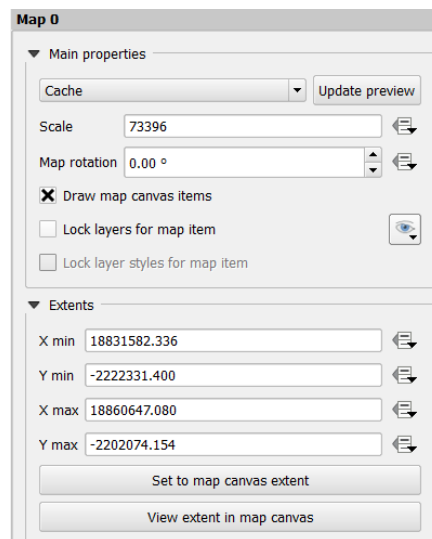 Map 0
Main properties
Cache
Update preview
Scale 73396
Map rotation 0.00 °
Draw map canvas items
Lock layers for map item
Lock layer styles for map item
Extents
X min 18831582.336
Y min -2222331.400
X max 18860647.080
Y max -2202074.154
Set to map canvas extent
View extent in map canvas